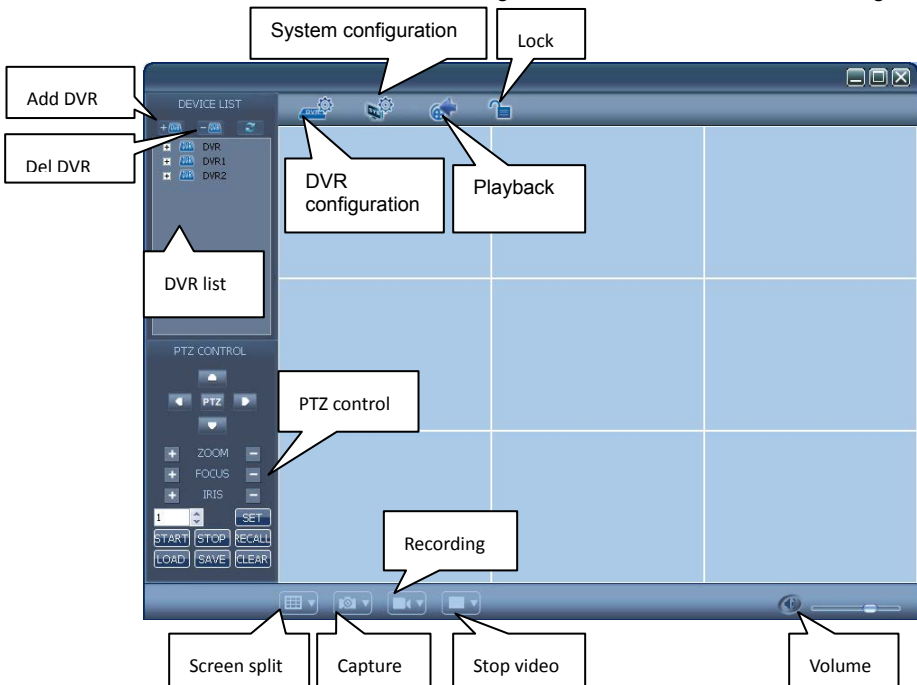 System configuration
Lock
Add DVR
Del DVR
DEVICE LIST
DVR
DVR1
DVR2
DVR
configuration
Playback
DVR list
PTZ CONTROL
PTZ
PTZ control
ZOOM
FOCUS
IRIS
1
SET
START
STOP
RECALL
LOAD
SAVE
CLEAR
Recording
Screen split
Capture
Stop video
Volume